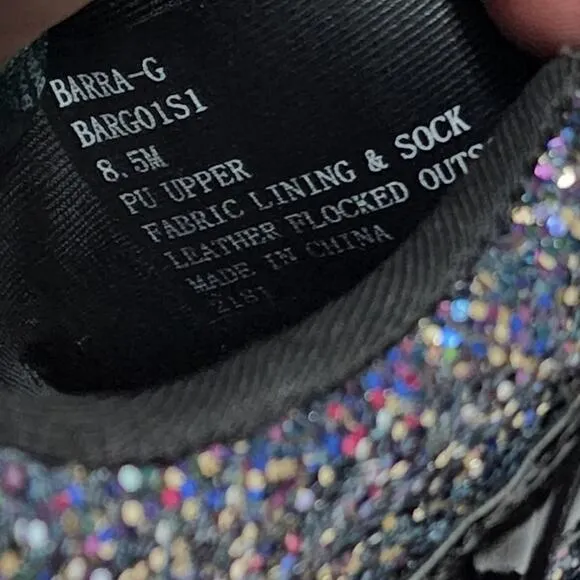 BARRA-G
BARG01S1
8.5M
PU UPPER
FABRIC LINING & SOCK
LEATHER FLOCKED OUTS
MADE IN CHINA